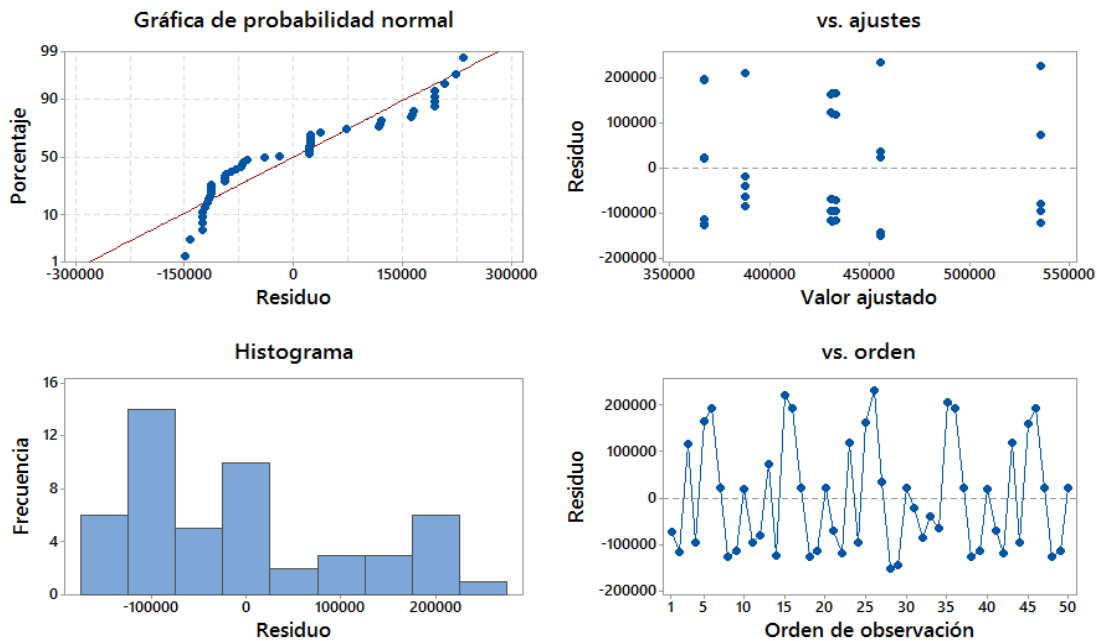 Gráfica de probabilidad normal
Porcentaje
99
90
50
10
1
-300000 -150000 0 150000 300000
Residuo
vs. ajustes
Residuo
200000
100000
0
-100000
-200000
350000 400000 450000 500000 550000
Valor ajustado
Histograma
Frecuencia
16
12
8
4
0
-100000 0 100000 200000
Residuo
vs. orden
Residuo
200000
100000
0
-100000
-200000
1 5 10 15 20 25 30 35 40 45 50
Orden de observación